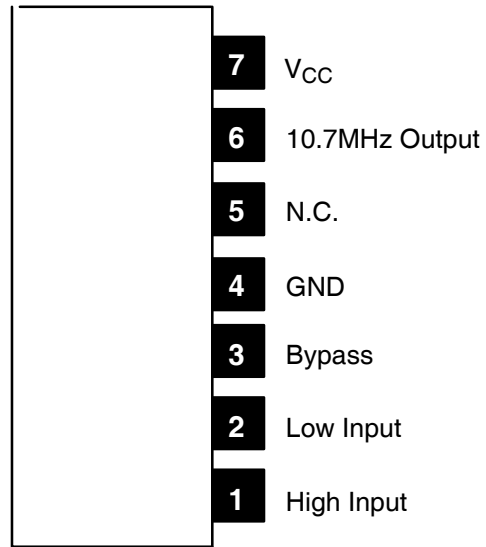 7 VCC
6 10.7MHz Output
5 N.C.
4 GND
3 Bypass
2 Low Input
1 High Input